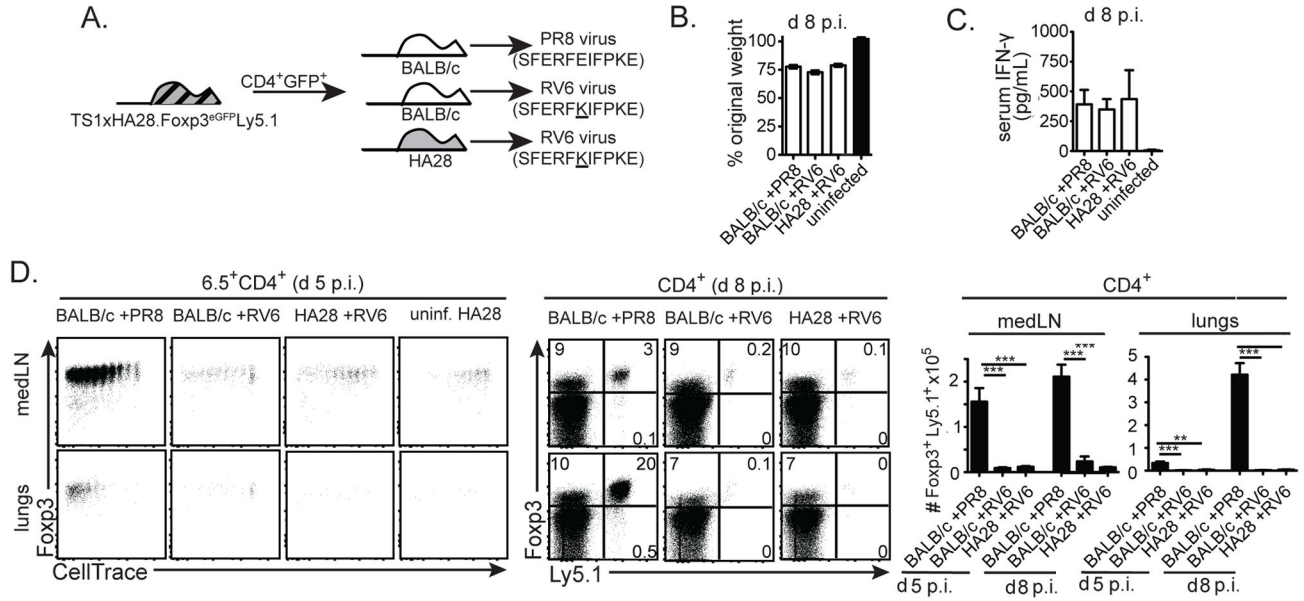 A.
CD4⁺GFP⁺
TS1xHA28.Foxp3ᵉᴳᶠᴾLy5.1
BALB/c
PR8 virus
(SFERFEIFPKE)
BALB/c
RV6 virus
(SFERFKIFPKE)
HA28
RV6 virus
(SFERFKIFPKE)
B.
d 8 p.i.
% original weight
100
75
50
25
0
BALB/c +PR8
BALB/c +RV6
HA28 +RV6
uninfected
C.
d 8 p.i.
serum IFN-γ
(pg/mL)
1000
750
500
250
0
BALB/c +PR8
BALB/c +RV6
HA28 +RV6
uninfected
D.
6.5⁺CD4⁺ (d 5 p.i.)
BALB/c +PR8 BALB/c +RV6 HA28 +RV6 uninf. HA28
medLN
lungs
Foxp3
CellTrace
CD4⁺ (d 8 p.i.)
BALB/c +PR8 BALB/c +RV6 HA28 +RV6
9 3 9 0.2 10 0.1
0.1 0 0
10 20 7 0.1 7 0
0.5 0 0
Foxp3
Ly5.1
CD4⁺
medLN lungs
# Foxp3⁺ Ly5.1⁺ x10⁵
2
1
0
*** *** *** ***
5
4
3
2
1
0
** *** ***
BALB/c +PR8
BALB/c +RV6
HA28 +RV6
BALB/c +PR8
BALB/c +RV6
HA28 +RV6
BALB/c +PR8
BALB/c +RV6
HA28 +RV6
BALB/c +PR8
BALB/c +RV6
HA28 +RV6
d5 p.i. d8 p.i. d5 p.i. d8 p.i.